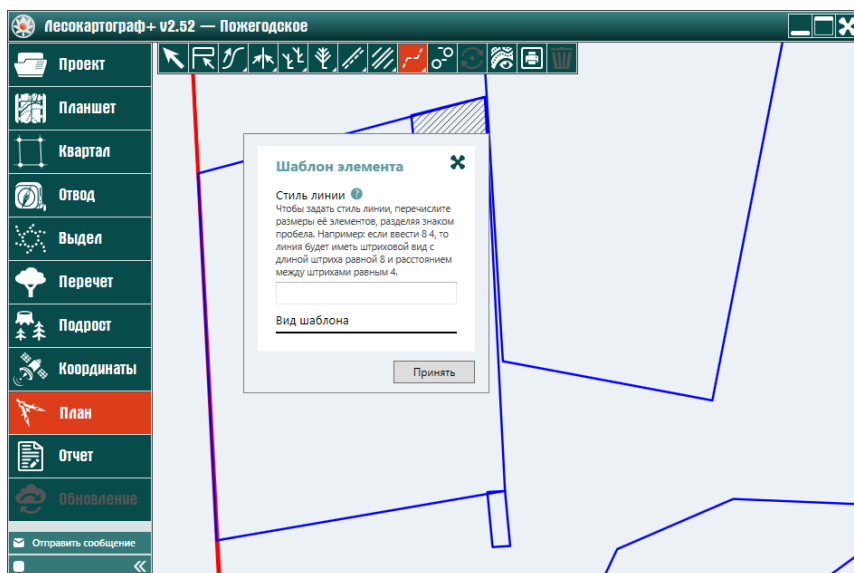 Лесокартограф+ v2.52 — Пожегодское
Проект
Планшет
Квартал
Отвод
Выдел
Перечет
Подрост
Координаты
План
Отчет
Обновление
Отправить сообщение
Шаблон элемента
Стиль линии ?
Чтобы задать стиль линии, перечислите
размеры её элементов, разделяя знаком
пробела. Например: если ввести 8 4, то
линия будет иметь штриховой вид с
длиной штриха равной 8 и расстоянием
между штрихами равным 4.
Вид шаблона
Принять